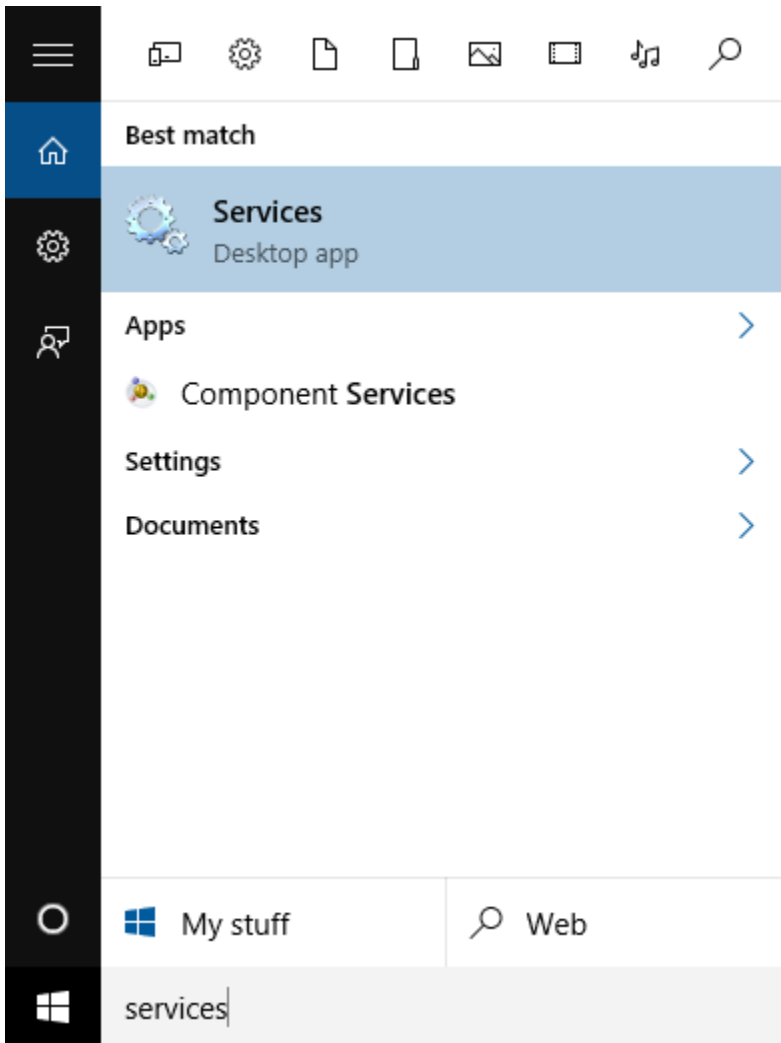 Best match
Services
Desktop app
Apps
Component Services
Settings
Documents
My stuff
Web
services